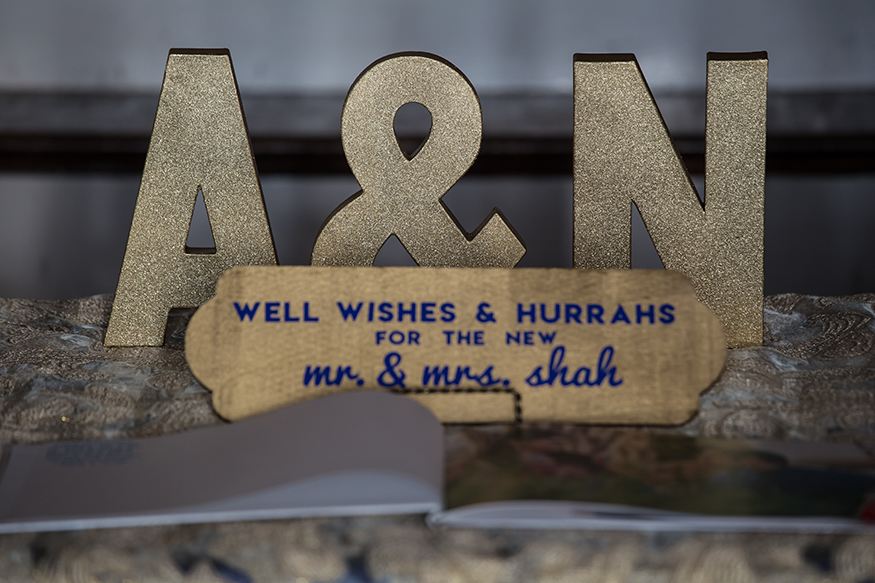 A & N
WELL WISHES & HURRAHS
FOR THE NEW
mr. & mrs. shah